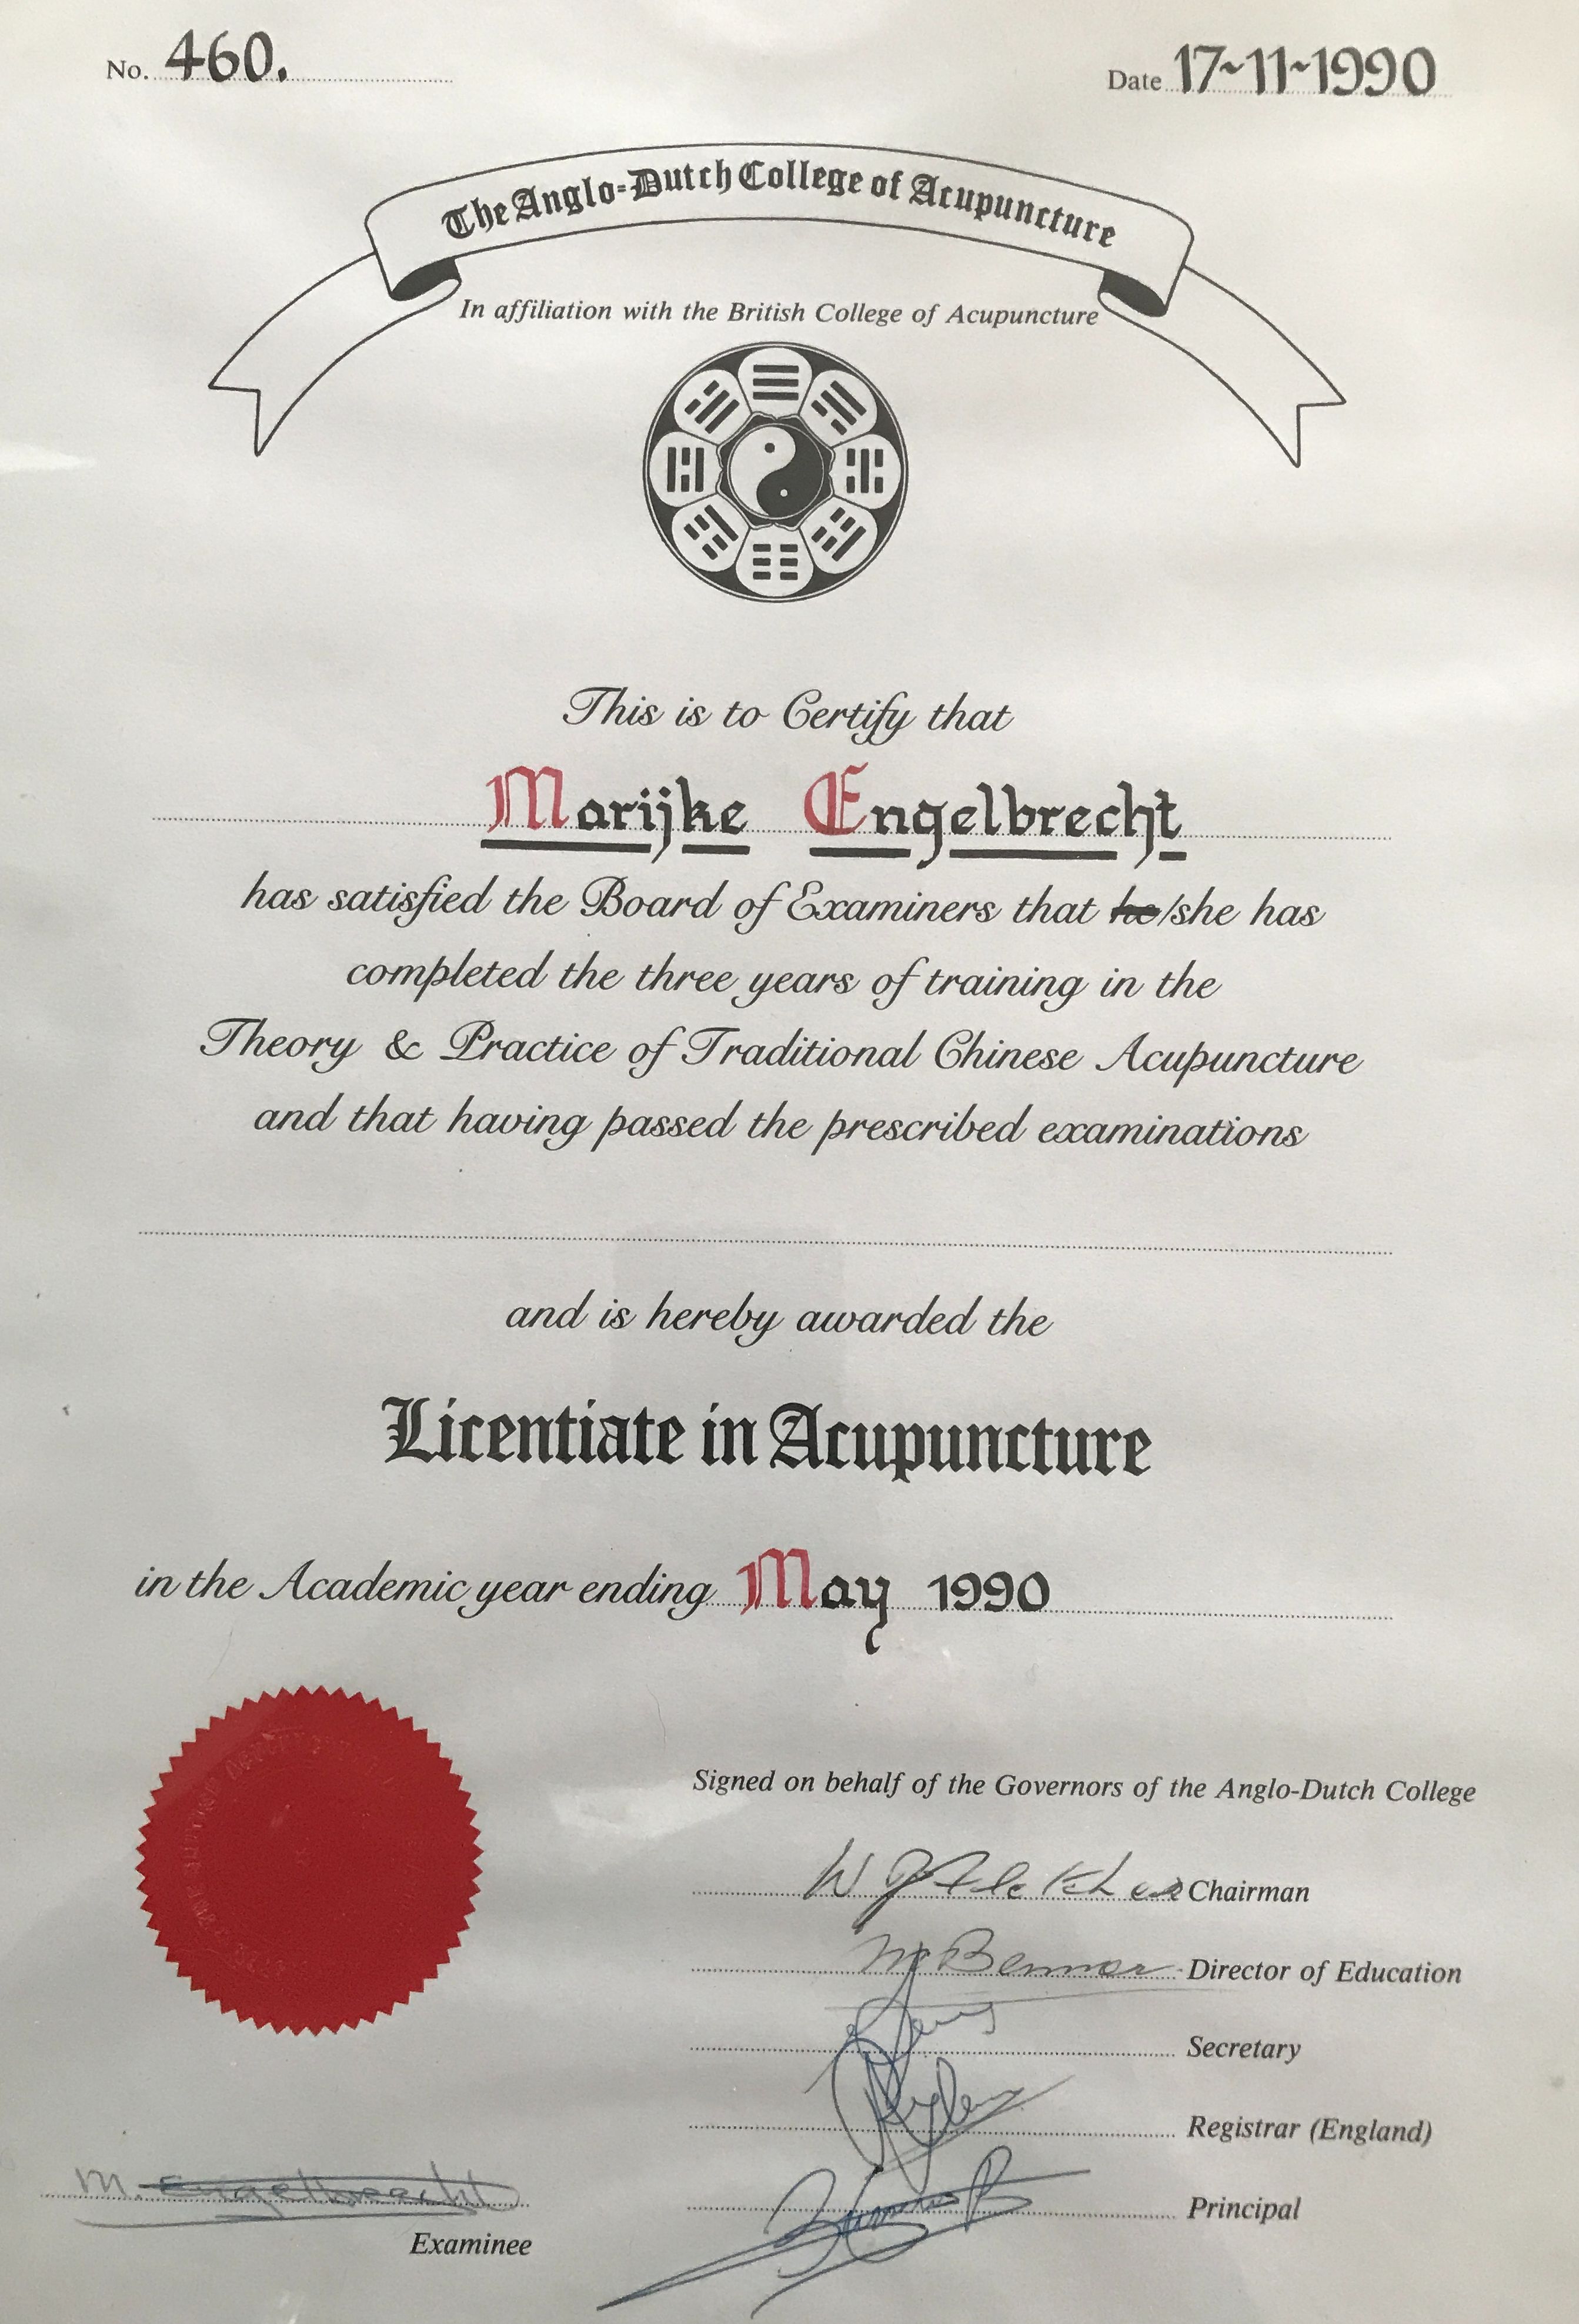 No. 460.
Date 17-11-1990
The Anglo-Dutch College of Acupuncture
In affiliation with the British College of Acupuncture
This is to Certify that
Marijke Engelbrecht
has satisfied the Board of Examiners that he/she has
completed the three years of training in the
Theory & Practice of Traditional Chinese Acupuncture
and that having passed the prescribed examinations
and is hereby awarded the
Licentiate in Acupuncture
in the Academic year ending May 1990
Signed on behalf of the Governors of the Anglo-Dutch College
Chairman
Director of Education
Secretary
Registrar (England)
M. Engelbrecht
Principal
Examinee